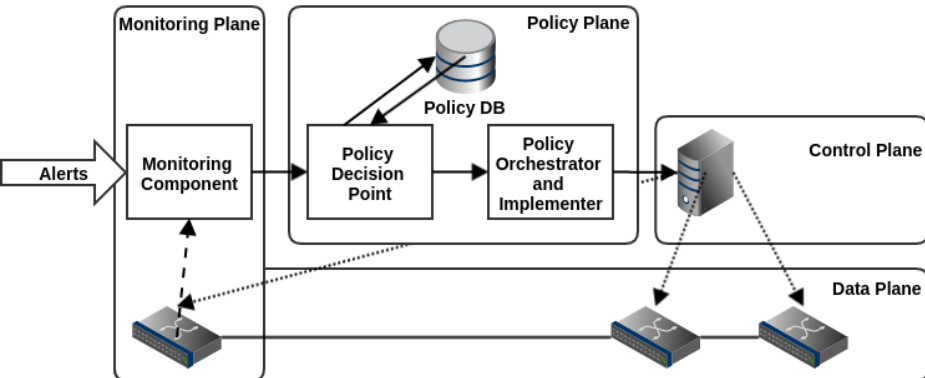 Monitoring Plane
Policy Plane
Policy DB
Alerts
Monitoring
Component
Policy
Decision
Point
Policy
Orchestrator
and
Implementer
Control Plane
Data Plane